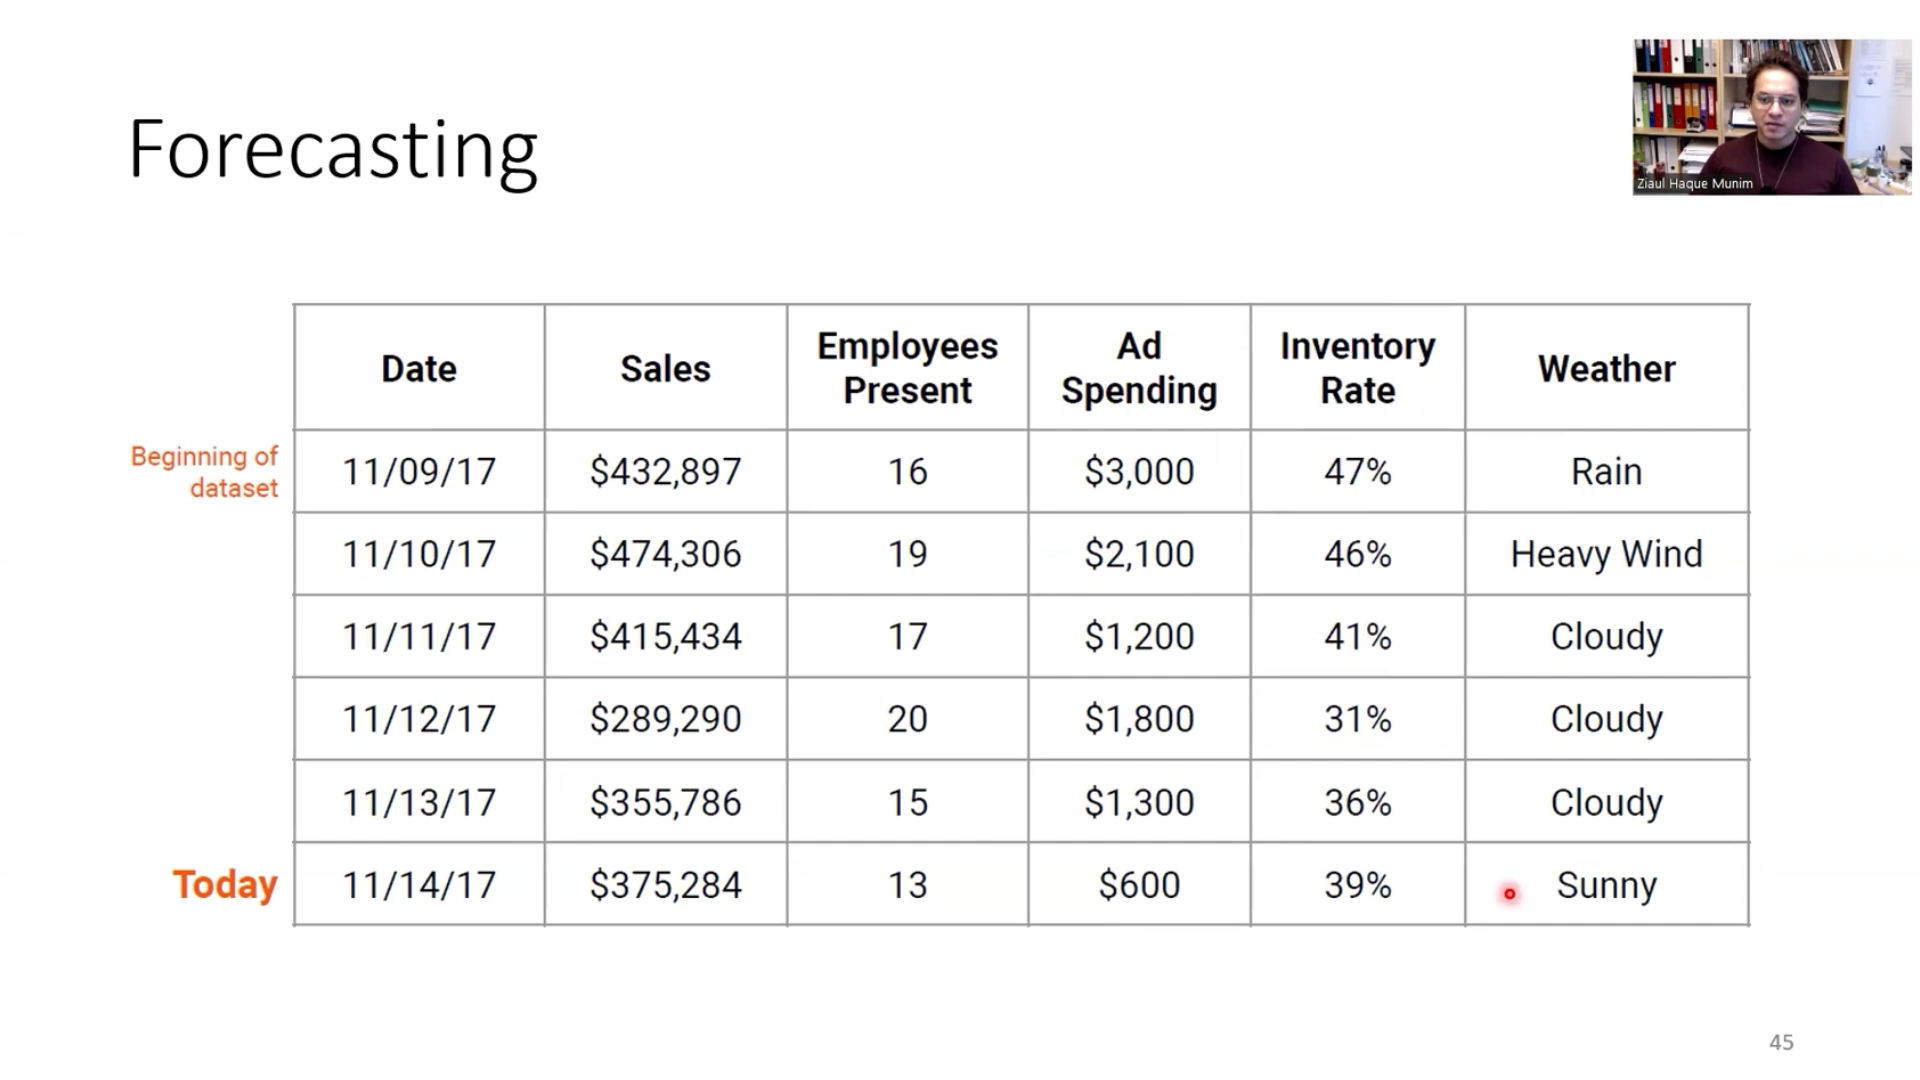 Forecasting
Ziaul Haque Munim
Date Sales Employees Present Ad Spending Inventory Rate Weather
Beginning of dataset 11/09/17 $432,897 16 $3,000 47% Rain
11/10/17 $474,306 19 $2,100 46% Heavy Wind
11/11/17 $415,434 17 $1,200 41% Cloudy
11/12/17 $289,290 20 $1,800 31% Cloudy
11/13/17 $355,786 15 $1,300 36% Cloudy
Today 11/14/17 $375,284 13 $600 39% Sunny
45